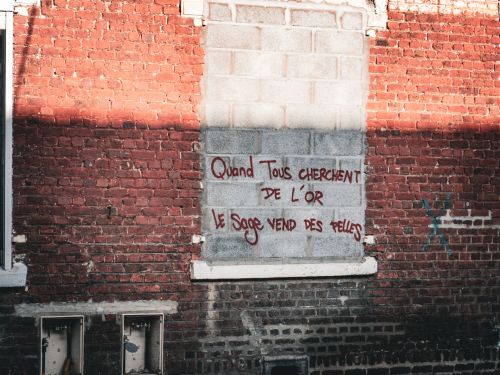 Quand Tous CHERCHENT
DE L'OR
LE Sage VEND DES PELLES